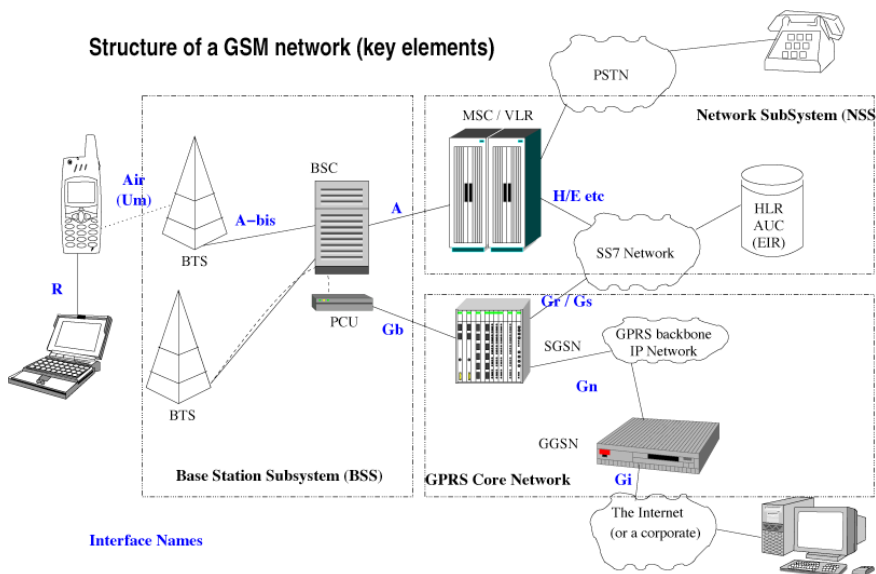 Structure of a GSM network (key elements)
PSTN
MSC / VLR
Network SubSystem (NSS
BSC
Air
(Um)
A-bis
A
H/E etc
HLR
AUC
(EIR)
BTS
SS7 Network
R
Gr / Gs
PCU
Gb
SGSN
GPRS backbone
IP Network
Gn
BTS
GGSN
Base Station Subsystem (BSS)
GPRS Core Network
Gi
The Internet
(or a corporate)
Interface Names